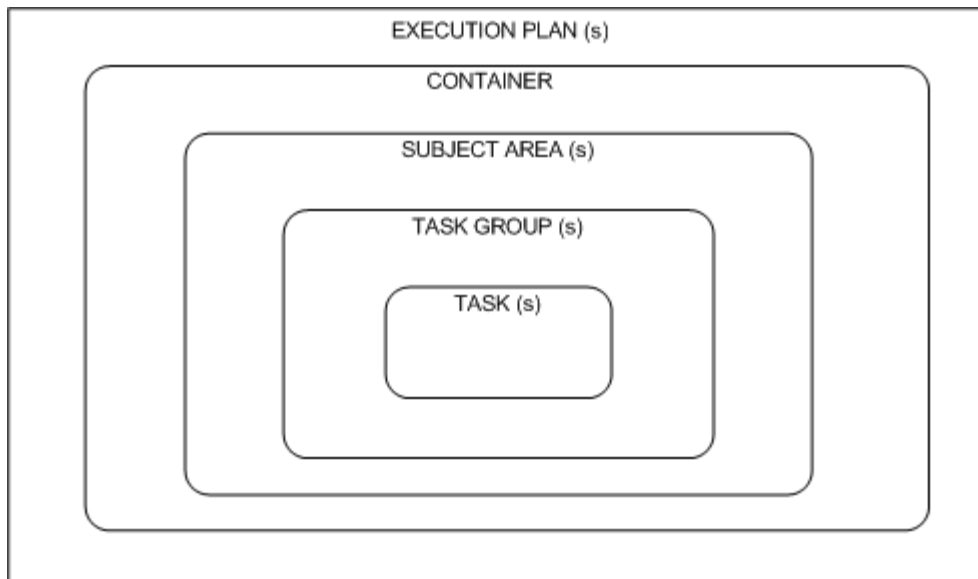 EXECUTION PLAN (s)
CONTAINER
SUBJECT AREA (s)
TASK GROUP (s)
TASK (s)